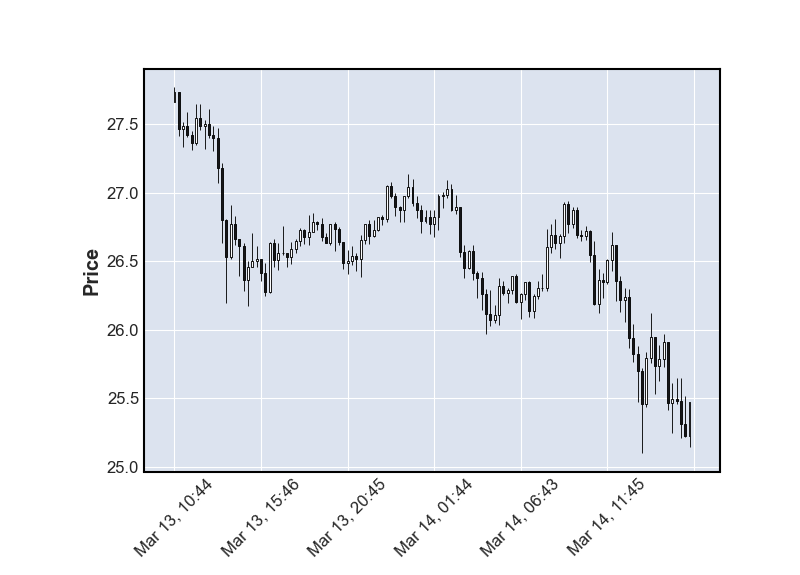 Price
27.5
27.0
26.5
26.0
25.5
25.0
Mar 13, 10:44
Mar 13, 15:46
Mar 13, 20:45
Mar 14, 01:44
Mar 14, 06:43
Mar 14, 11:45